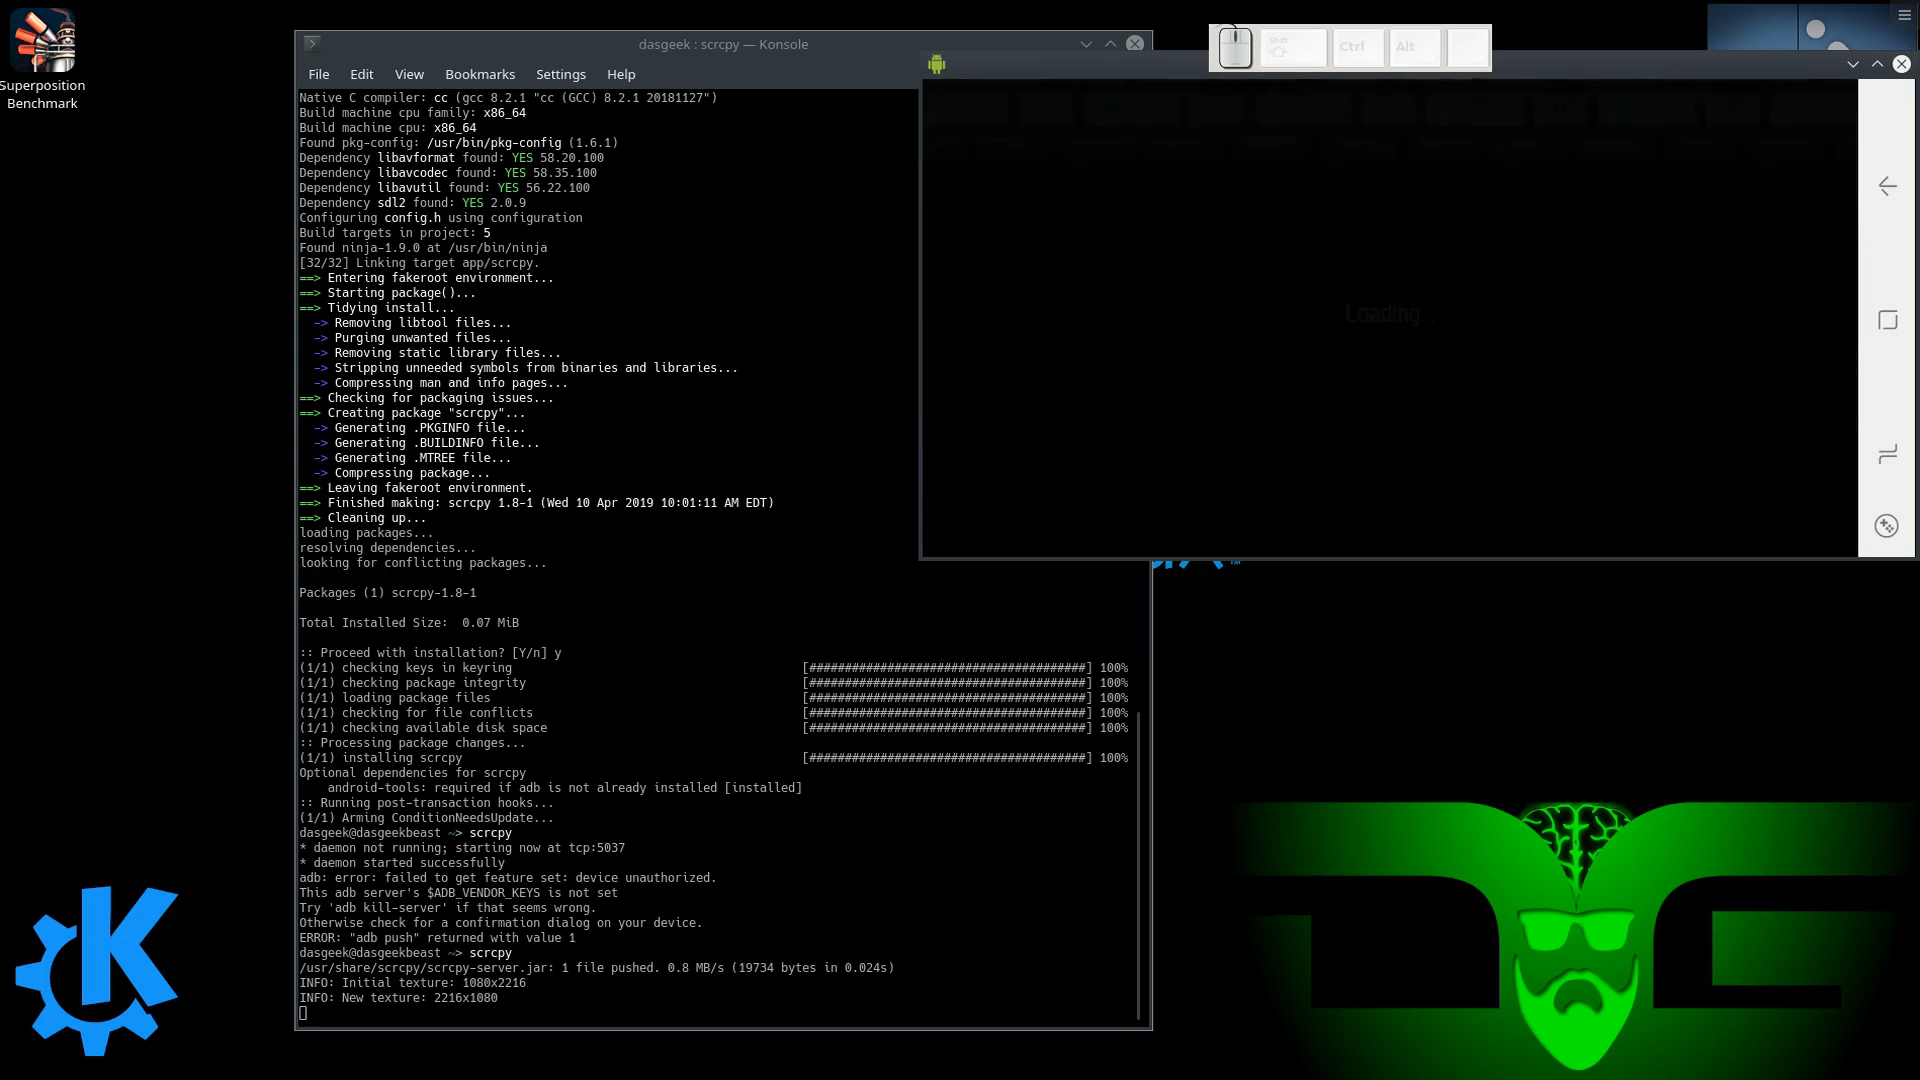 Superposition
Benchmark
dasgeek : scrcpy — Konsole
File Edit View Bookmarks Settings Help
Native C compiler: cc (gcc 8.2.1 "cc (GCC) 8.2.1 20181127")
Build machine cpu family: x86_64
Build machine cpu: x86_64
Found pkg-config: /usr/bin/pkg-config (1.6.1)
Dependency libavformat found: YES 58.20.100
Dependency libavcodec found: YES 58.35.100
Dependency libavutil found: YES 56.22.100
Dependency sdl2 found: YES 2.0.9
Configuring config.h using configuration
Build targets in project: 5
Found ninja-1.9.0 at /usr/bin/ninja
[32/32] Linking target app/scrcpy.
==> Entering fakeroot environment...
==> Starting package()...
==> Tidying install...
-> Removing libtool files...
-> Purging unwanted files...
-> Removing static library files...
-> Stripping unneeded symbols from binaries and libraries...
-> Compressing man and info pages...
==> Checking for packaging issues...
==> Creating package "scrcpy"...
-> Generating .PKGINFO file...
-> Generating .BUILDINFO file...
-> Generating .MTREE file...
-> Compressing package...
==> Leaving fakeroot environment.
==> Finished making: scrcpy 1.8-1 (Wed 10 Apr 2019 10:01:11 AM EDT)
==> Cleaning up...
loading packages...
resolving dependencies...
looking for conflicting packages...
Packages (1) scrcpy-1.8-1
Total Installed Size:  0.07 MiB
:: Proceed with installation? [Y/n] y
(1/1) checking keys in keyring [######################################] 100%
(1/1) checking package integrity [######################################] 100%
(1/1) loading package files [######################################] 100%
(1/1) checking for file conflicts [######################################] 100%
(1/1) checking available disk space [######################################] 100%
:: Processing package changes...
(1/1) installing scrcpy [######################################] 100%
Optional dependencies for scrcpy
android-tools: required if adb is not already installed [installed]
:: Running post-transaction hooks...
(1/1) Arming ConditionNeedsUpdate...
dasgeek@dasgeekbeast ~> scrcpy
* daemon not running; starting now at tcp:5037
* daemon started successfully
adb: error: failed to get feature set: device unauthorized.
This adb server's $ADB_VENDOR_KEYS is not set
Try 'adb kill-server' if that seems wrong.
Otherwise check for a confirmation dialog on your device.
ERROR: "adb push" returned with value 1
dasgeek@dasgeekbeast ~> scrcpy
/usr/share/scrcpy/scrcpy-server.jar: 1 file pushed. 0.8 MB/s (19734 bytes in 0.024s)
INFO: Initial texture: 1080x2216
INFO: New texture: 2216x1080
Shift
Ctrl
Alt
Loading...